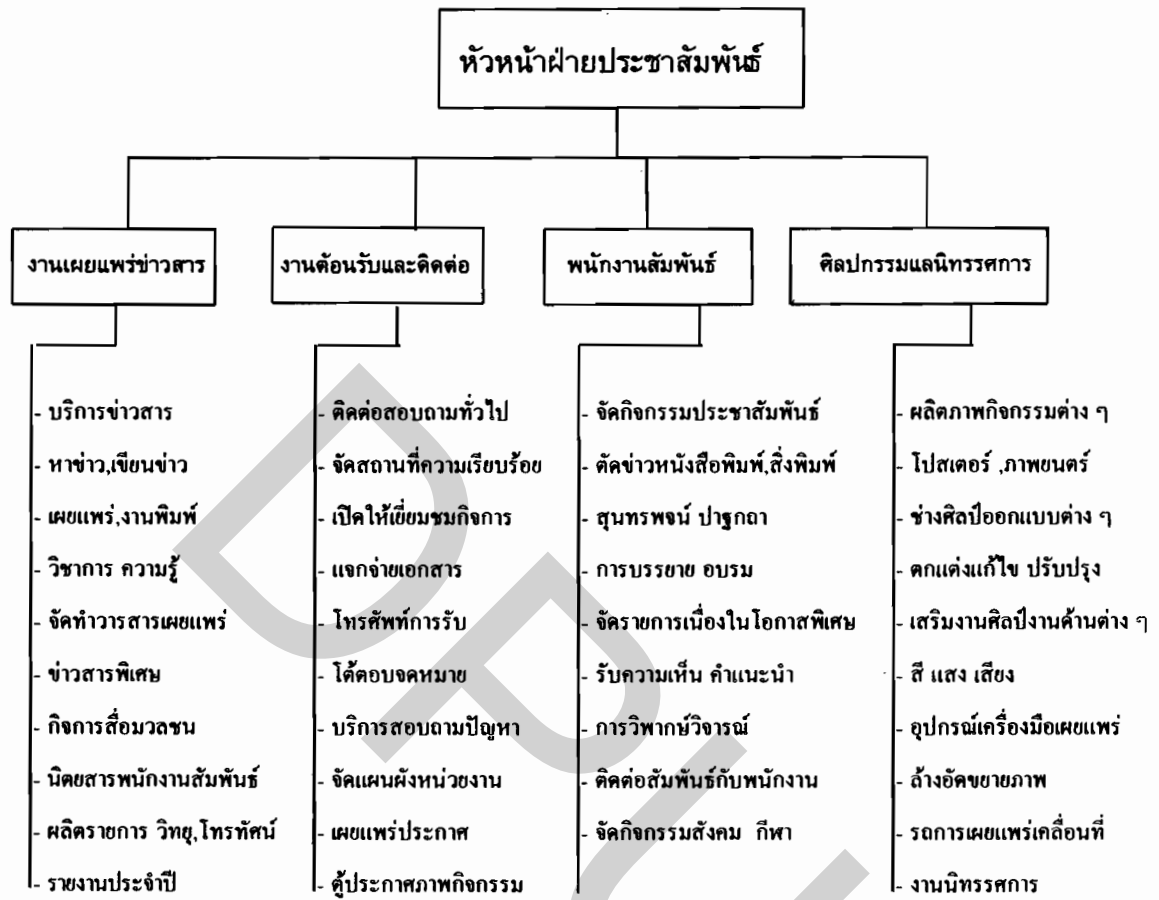 หัวหน้าฝ่ายประชาสัมพันธ์
งานเผยแพร่ข่าวสาร
- บริการข่าวสาร
- หาข่าว,เขียนข่าว
- เผยแพร่,งานพิมพ์
- วิชาการ ความรู้
- จัดทำวารสารเผยแพร่
- ข่าวสารพิเศษ
- กิจการสื่อมวลชน
- นิตยสารพนักงานสัมพันธ์
- ผลิตรายการ วิทยุ,โทรทัศน์
- รายงานประจำปี
งานต้อนรับและติดต่อ
- ติดต่อสอบถามทั่วไป
- จัดสถานที่ความเรียบร้อย
- เปิดให้เยี่ยมชมกิจการ
- แจกจ่ายเอกสาร
- โทรศัพท์การรับ
- โต้ตอบจดหมาย
- บริการสอบถามปัญหา
- จัดแผนผังหน่วยงาน
- เผยแพร่ประกาศ
- ตู้ประกาศภาพกิจกรรม
พนักงานสัมพันธ์
- จัดกิจกรรมประชาสัมพันธ์
- ตัดข่าวหนังสือพิมพ์,สิ่งพิมพ์
- สุนทรพจน์ ปาฐกถา
- การบรรยาย อบรม
- จัดรายการเนื่องในโอกาสพิเศษ
- รับความเห็น คำแนะนำ
- การวิพากษ์วิจารณ์
- ติดต่อสัมพันธ์กับพนักงาน
- จัดกิจกรรมสังคม กีฬา
ศิลปกรรมแลนิทรรศการ
- ผลิตภาพกิจกรรมต่าง ๆ
- โปสเตอร์ ,ภาพยนตร์
- ช่างศิลป์ออกแบบต่าง ๆ
- ตกแต่งแก้ไข ปรับปรุง
- เสริมงานศิลป์งานด้านต่าง ๆ
- สี แสง เสียง
- อุปกรณ์เครื่องมือเผยแพร่
- ล้างอัดขยายภาพ
- รถการเผยแพร่เคลื่อนที่
- งานนิทรรศการ